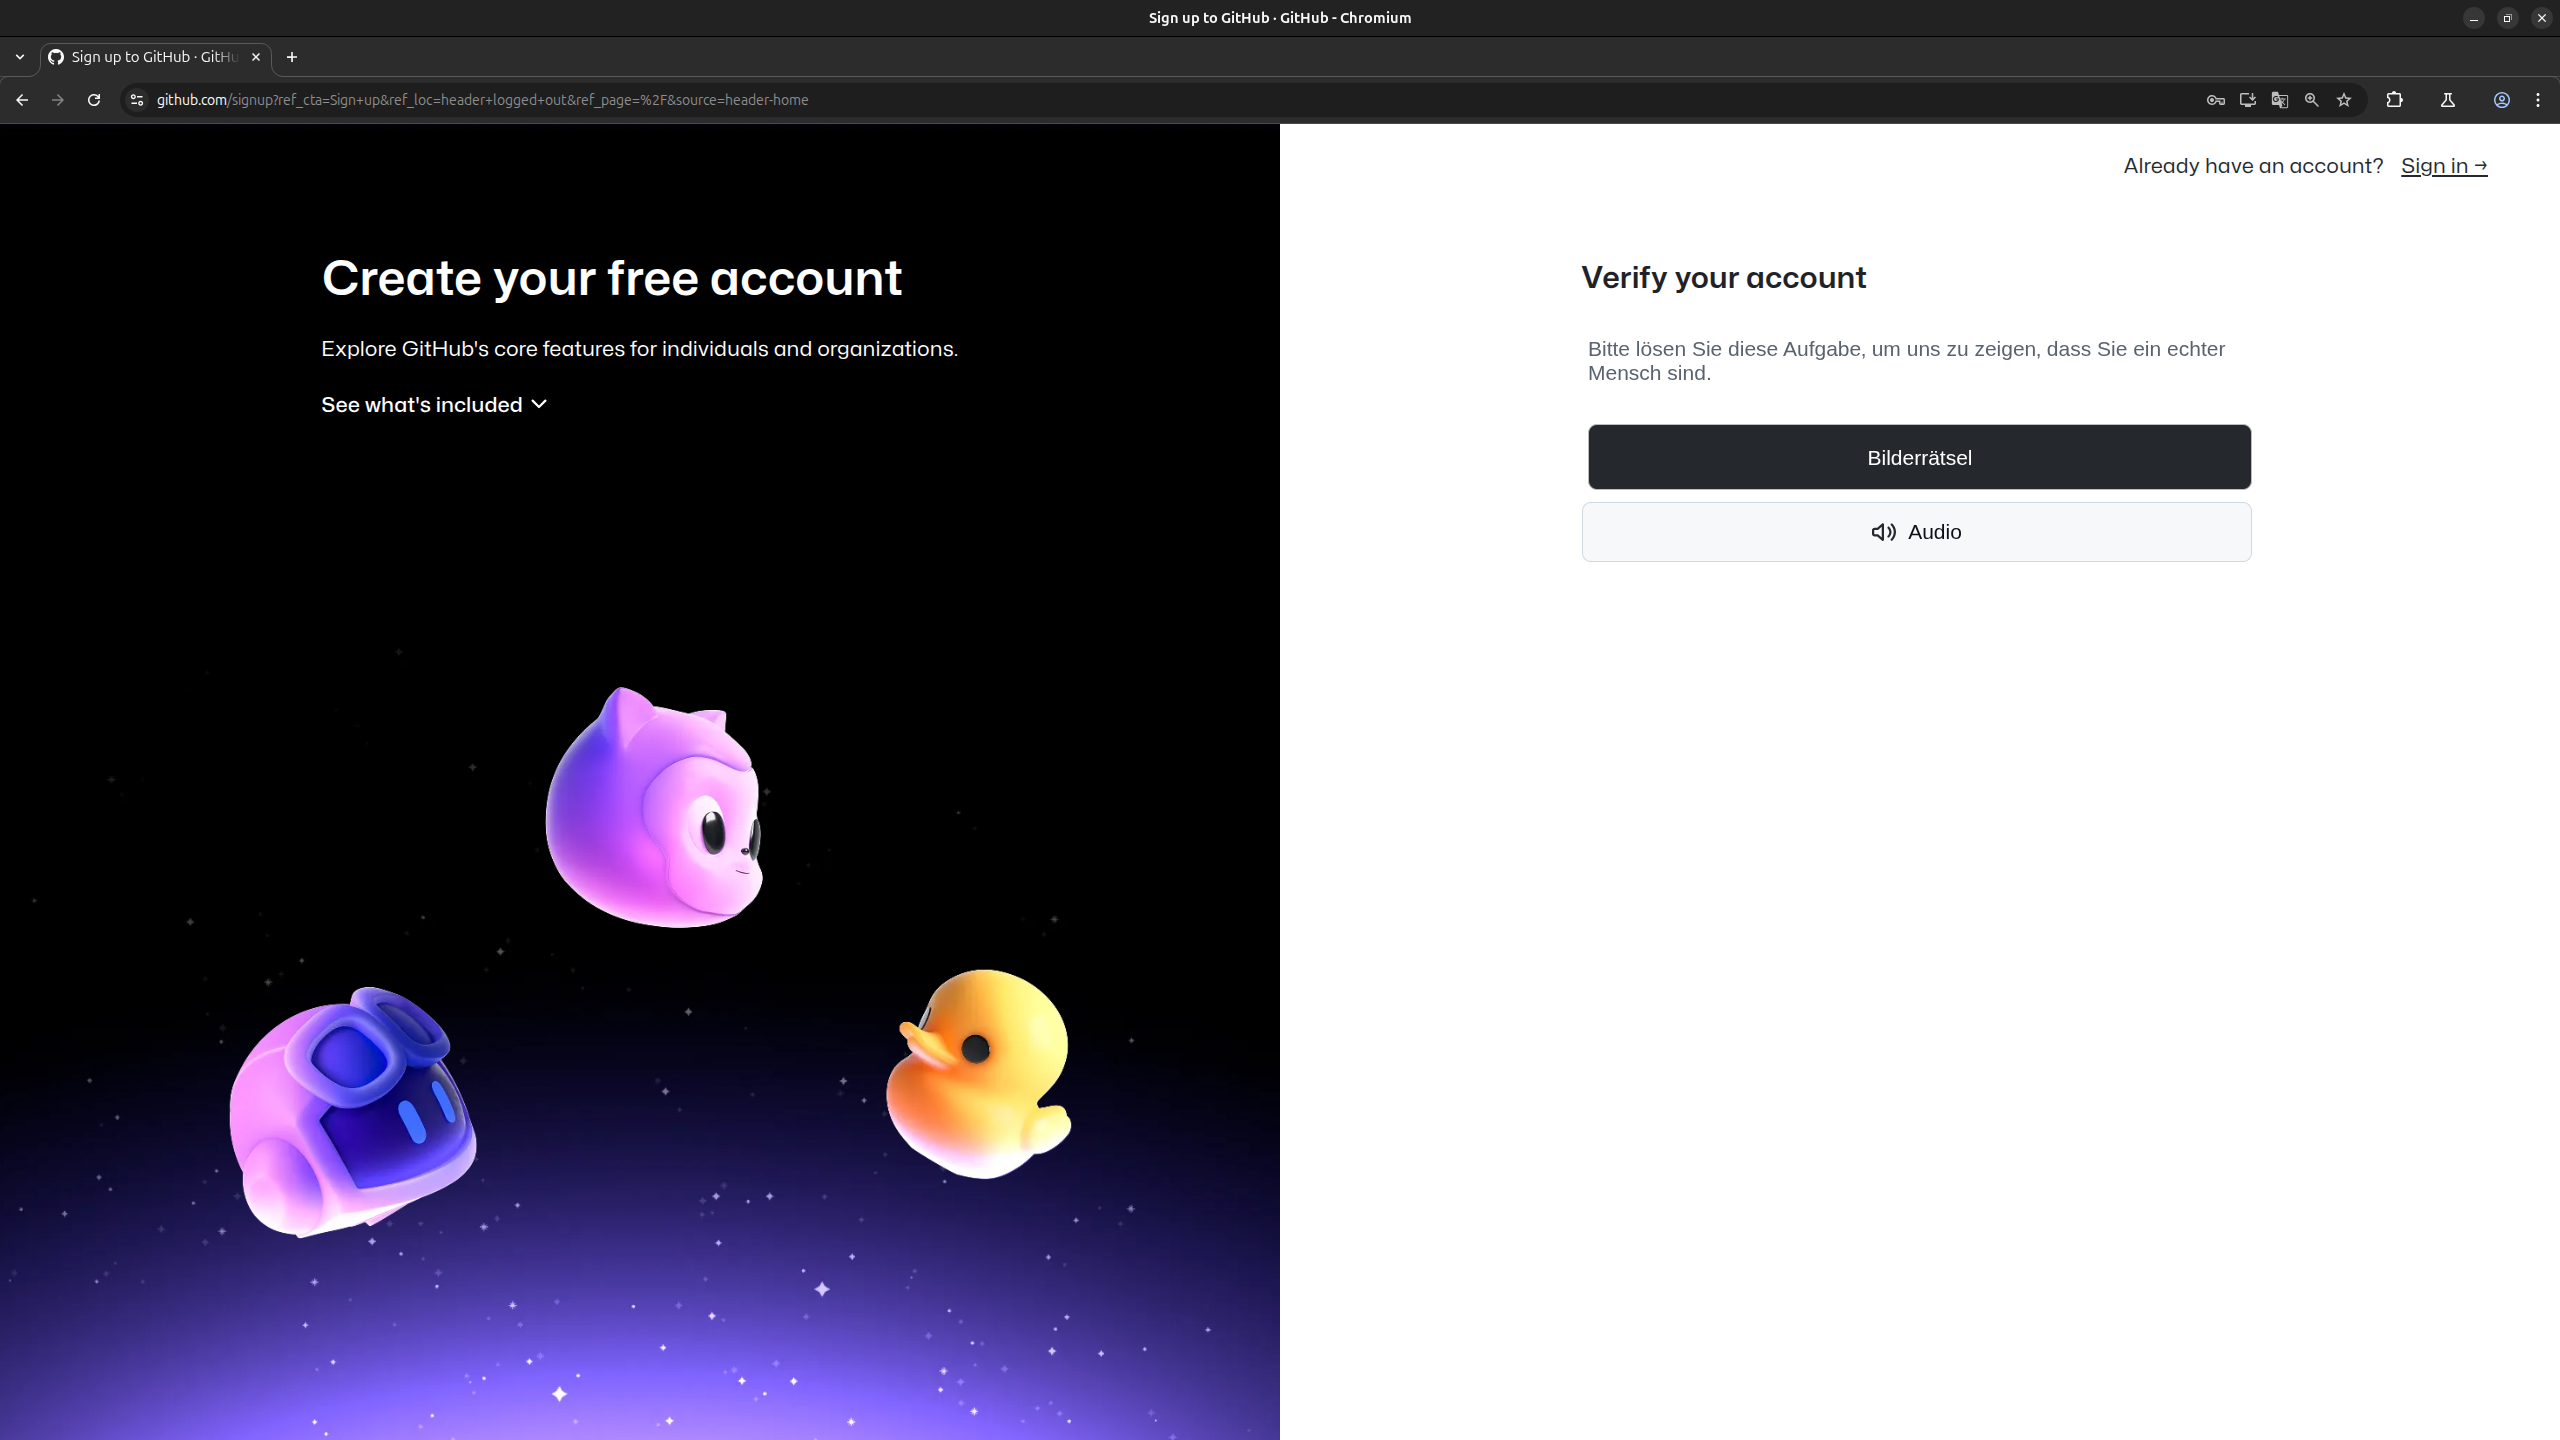 Sign up to GitHub · GitHub - Chromium
Sign up to GitHub · GitHu
github.com/signup?ref_cta=Sign+up&ref_loc=header+logged+out&ref_page=%2F&source=header-home
Already have an account? Sign in →
Create your free account
Explore GitHub's core features for individuals and organizations.
See what's included
Verify your account
Bitte lösen Sie diese Aufgabe, um uns zu zeigen, dass Sie ein echter
Mensch sind.
Bilderrätsel
Audio